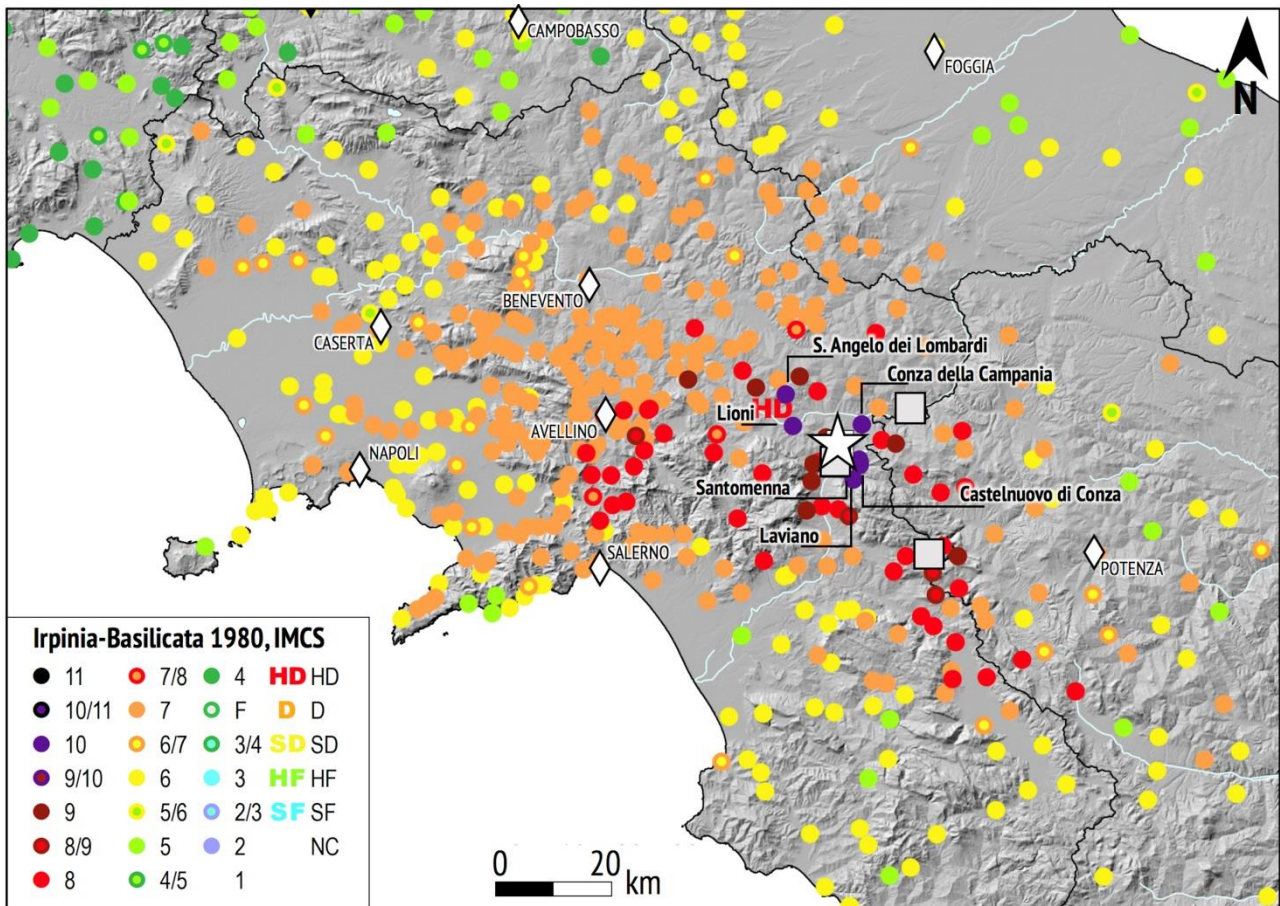 CAMPOBASSO
FOGGIA
N
BENEVENTO
CASERTA
S. Angelo dei Lombardi
Conza della Campania
HD
Lioni
AVELLINO
NAPOLI
Santomenna
Castelnuovo di Conza
Laviano
SALERNO
POTENZA
Irpinia-Basilicata 1980, IMCS
11 7/8 4 HD HD
10/11 7 F D D
10 6/7 3/4 SD SD
9/10 6 3 HF HF
9 5/6 2/3 SF SF
8/9 5 2 NC
8 4/5 1
0 20
km